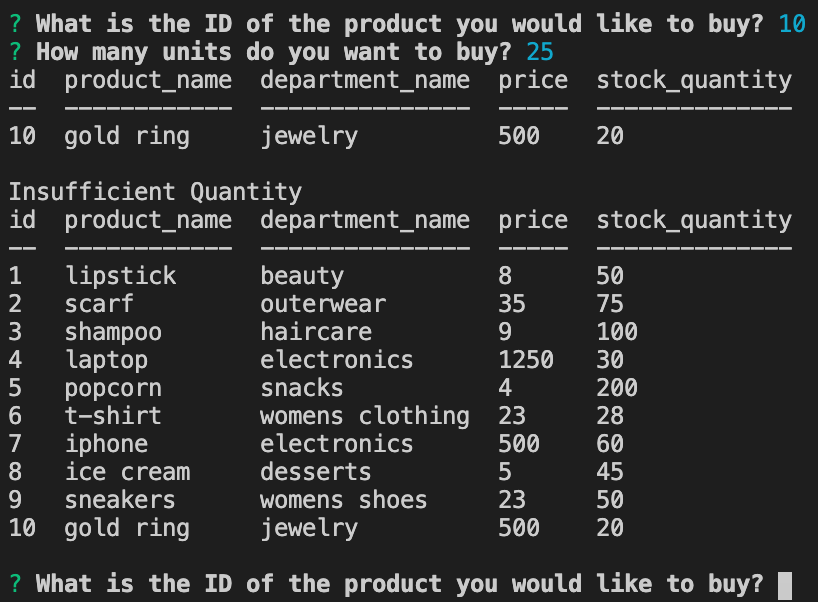 ? What is the ID of the product you would like to buy? 10
? How many units do you want to buy? 25
id  product_name  department_name  price  stock_quantity
--  ------------  ---------------  -----  --------------
10  gold ring     jewelry          500    20

Insufficient Quantity
id  product_name  department_name  price  stock_quantity
--  ------------  ---------------  -----  --------------
1   lipstick      beauty           8      50
2   scarf         outerwear        35     75
3   shampoo       haircare         9      100
4   laptop        electronics      1250   30
5   popcorn       snacks           4      200
6   t-shirt       womens clothing  23     28
7   iphone        electronics      500    60
8   ice cream     desserts         5      45
9   sneakers      womens shoes     23     50
10  gold ring     jewelry          500    20

? What is the ID of the product you would like to buy?